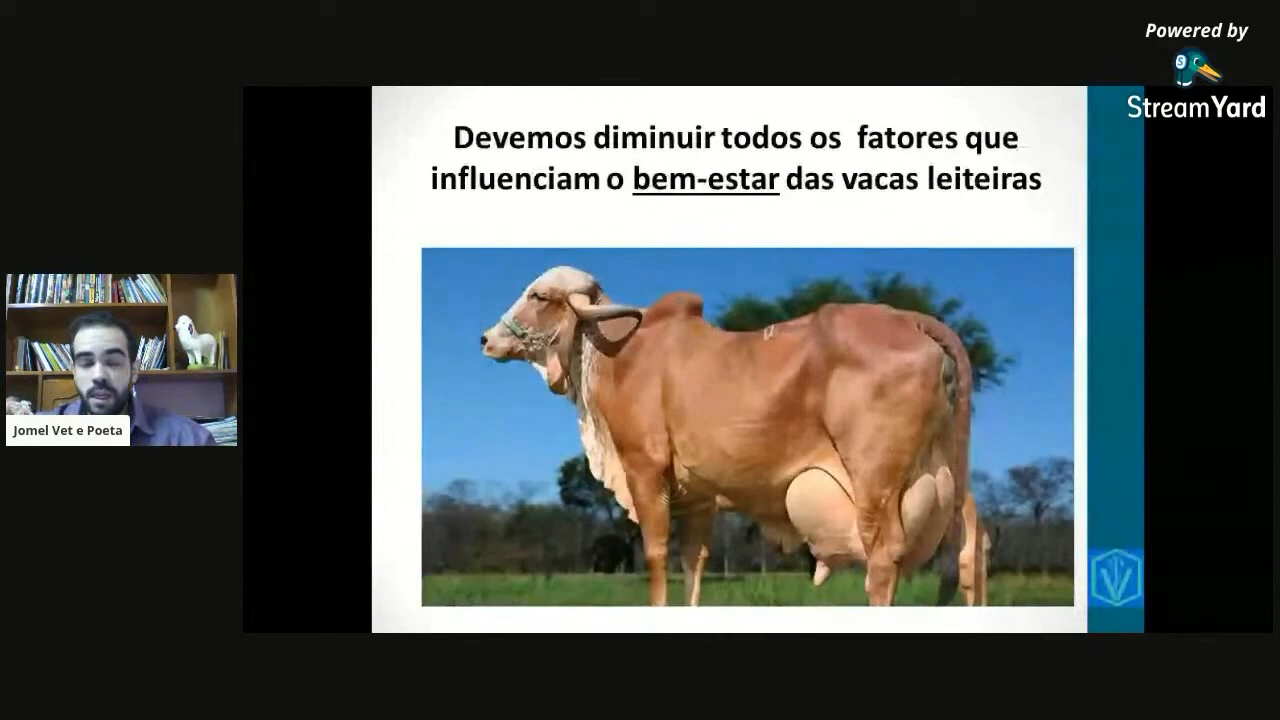 Powered by
StreamYard
Devemos diminuir todos os fatores que
influenciam o bem-estar das vacas leiteiras
Jomel Vet e Poeta